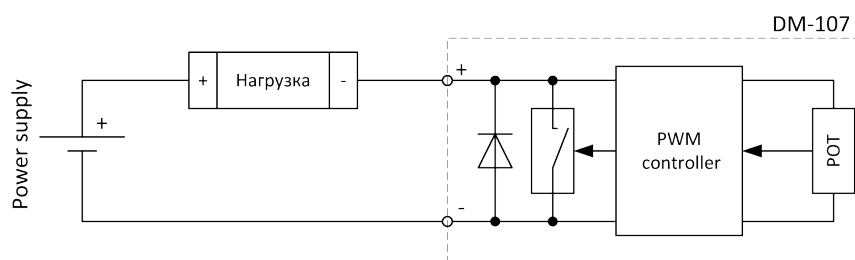 DM-107
Power supply
+
+ Нагрузка -
+
-
PWM
controller
POT